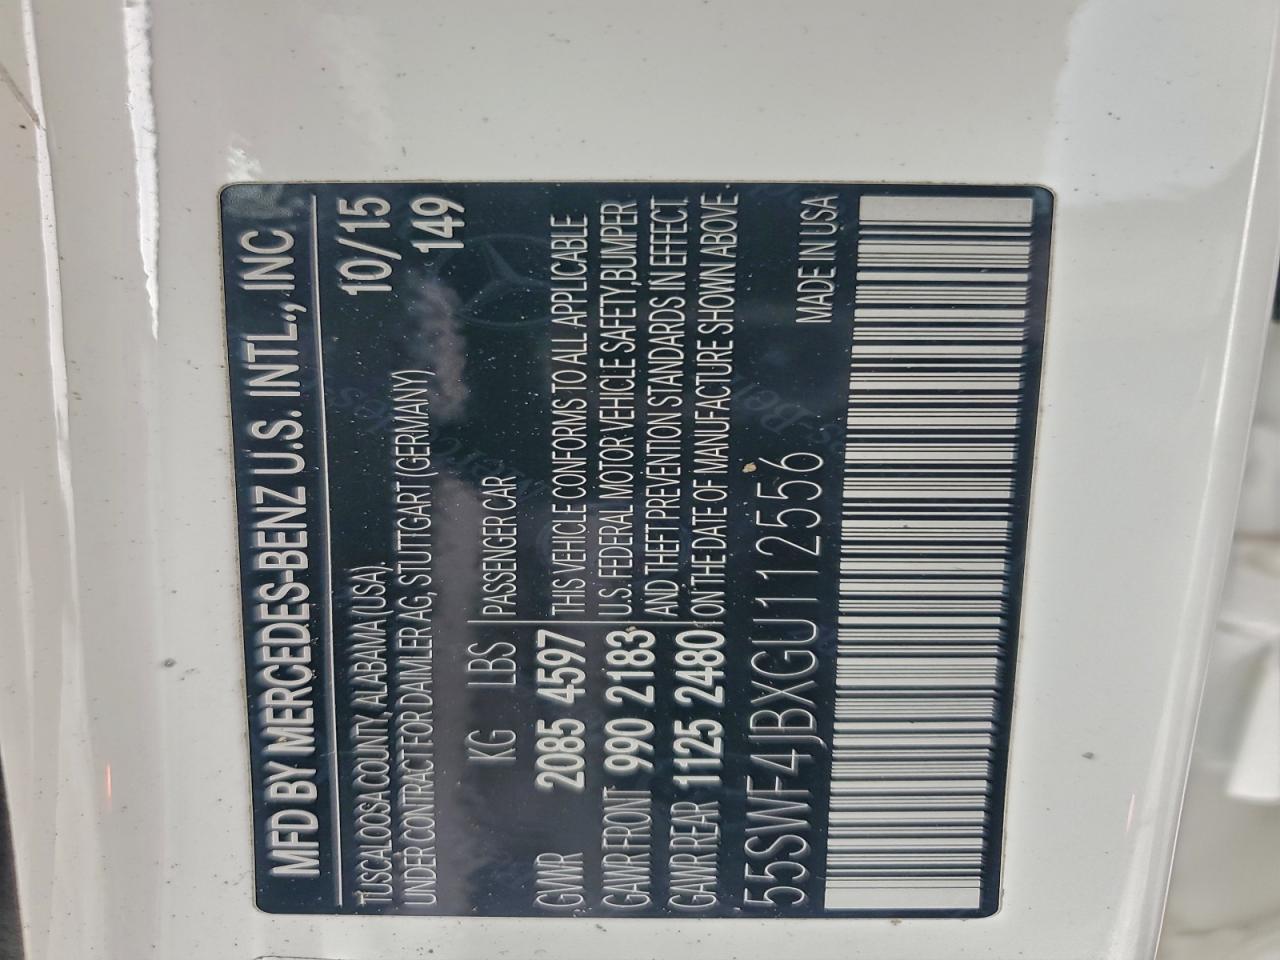 MFD BY MERCEDES-BENZ U.S. INTL., INC
TUSCALOOSA COUNTY, ALABAMA (USA), 10/15
UNDER CONTRACT FOR DAIMLER AG, STUTTGART (GERMANY) 149
KG LBS PASSENGER CAR
GVWR 2085 4597 THIS VEHICLE CONFORMS TO ALL APPLICABLE
GAWR FRONT 990 2183 U.S. FEDERAL MOTOR VEHICLE SAFETY, BUMPER
GAWR REAR 1125 2480 AND THEFT PREVENTION STANDARDS IN EFFECT
ON THE DATE OF MANUFACTURE SHOWN ABOVE.
55SWF4JBXGU112556 MADE IN USA